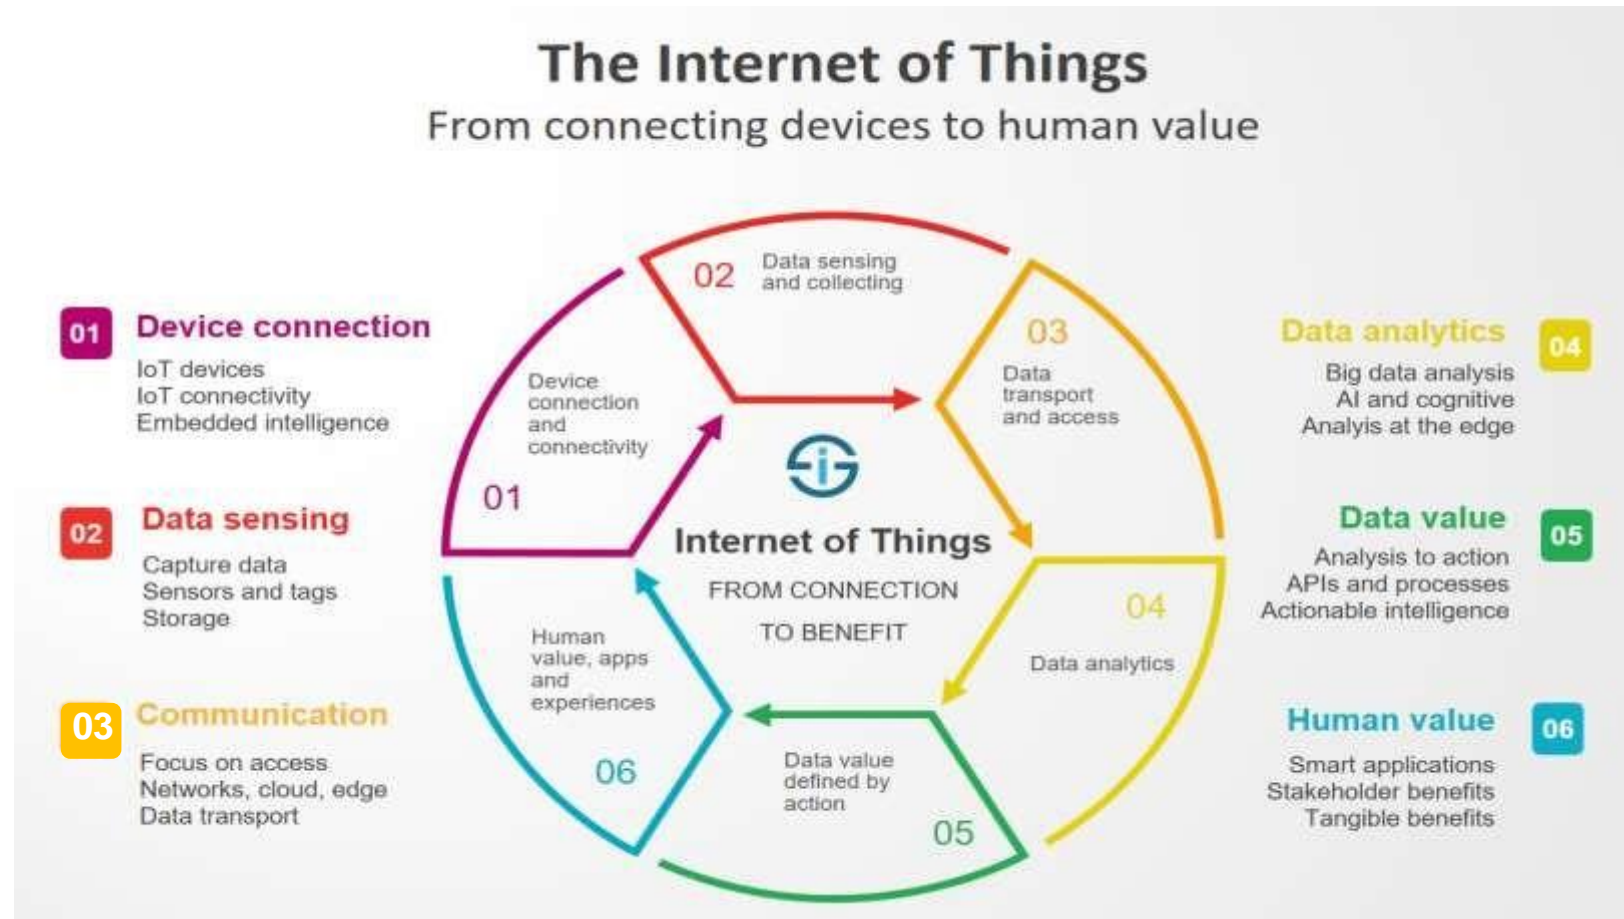 The Internet of Things
From connecting devices to human value
01
Device connection
IoT devices
IoT connectivity
Embedded intelligence
02
Data sensing
Capture data
Sensors and tags
Storage
03
Communication
Focus on access
Networks, cloud, edge
Data transport
02
Data sensing
and collecting
03
Data
transport
and access
Device
connection
and
connectivity
01
Internet of Things
FROM CONNECTION
TO BENEFIT
04
Data analytics
Human
value, apps
and
experiences
06
Data value
defined by
action
05
Data analytics
04
Big data analysis
AI and cognitive
Analyis at the edge
Data value
05
Analysis to action
APIs and processes
Actionable intelligence
Human value
06
Smart applications
Stakeholder benefits
Tangible benefits